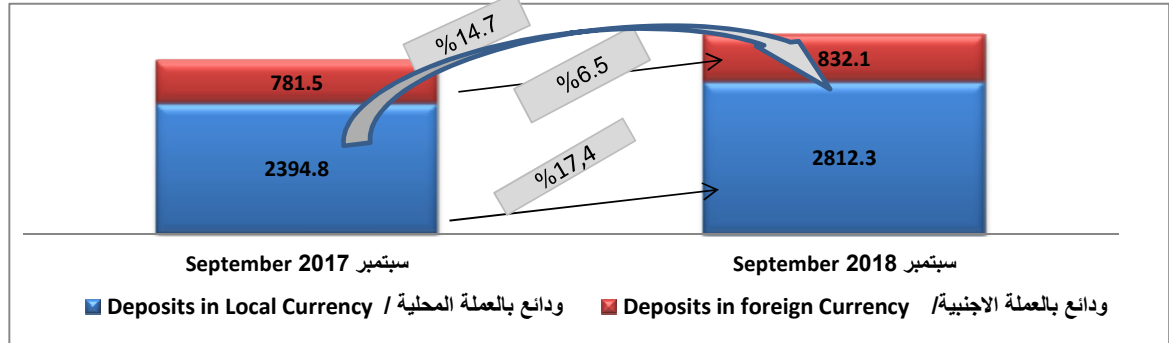 %14.7
%6.5
832.1
781.5
2394.8
%17,4
2812.3
September 2017 سبتمبر
September 2018 سبتمبر
Deposits in Local Currency / ودائع بالعملة المحلية
Deposits in foreign Currency /ودائع بالعملة الاجنبية